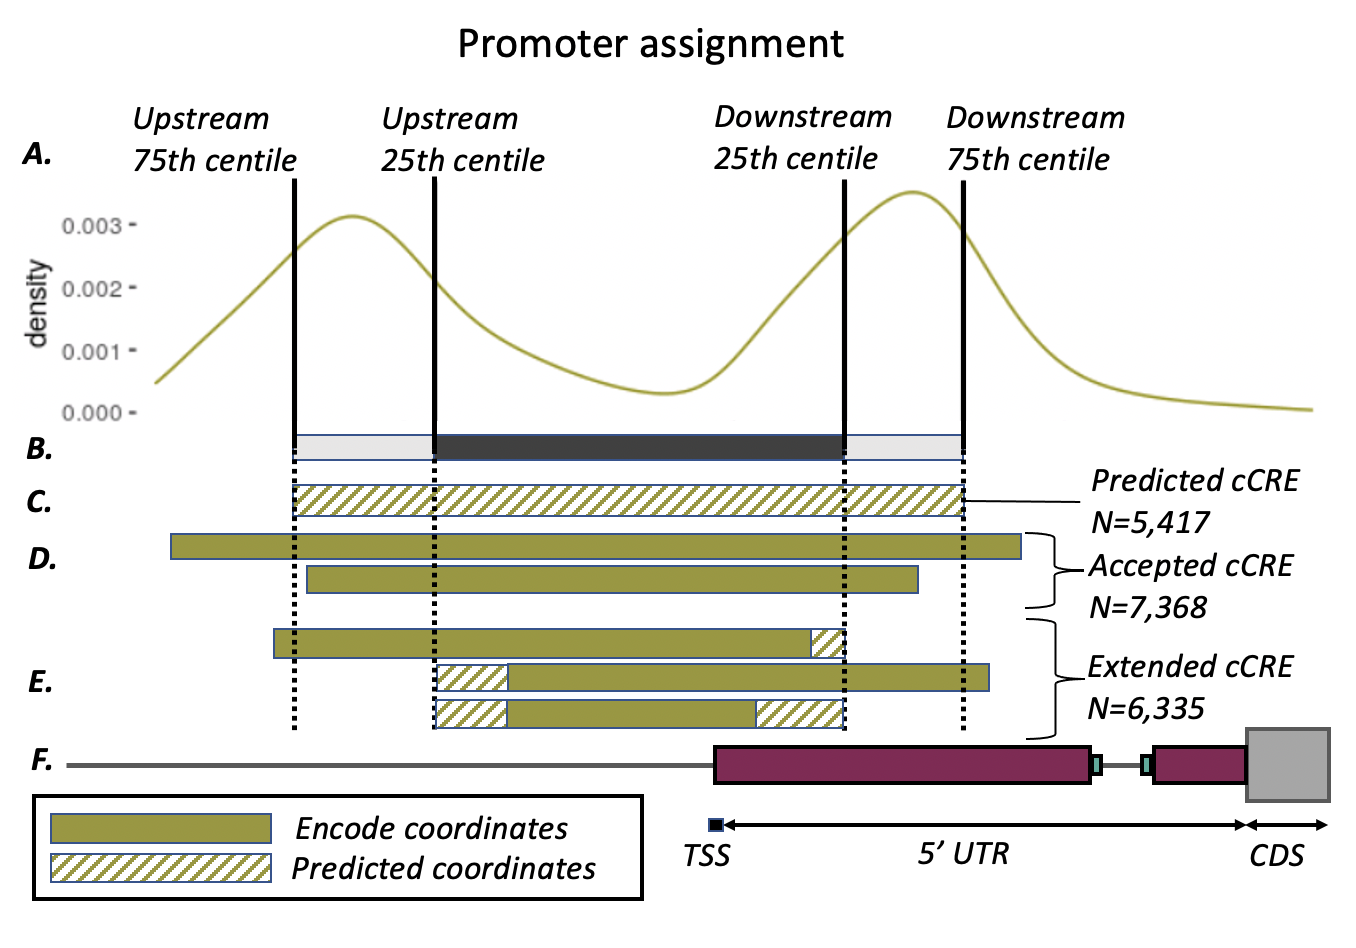 Promoter assignment
Upstream
75th centile
Upstream
25th centile
Downstream
25th centile
Downstream
75th centile
A.
0.003
0.002
0.001
0.000
density
B.
C.
Predicted cCRE
N=5,417
D.
Accepted cCRE
N=7,368
E.
Extended cCRE
N=6,335
F.
Encode coordinates
Predicted coordinates
TSS
5’ UTR
CDS